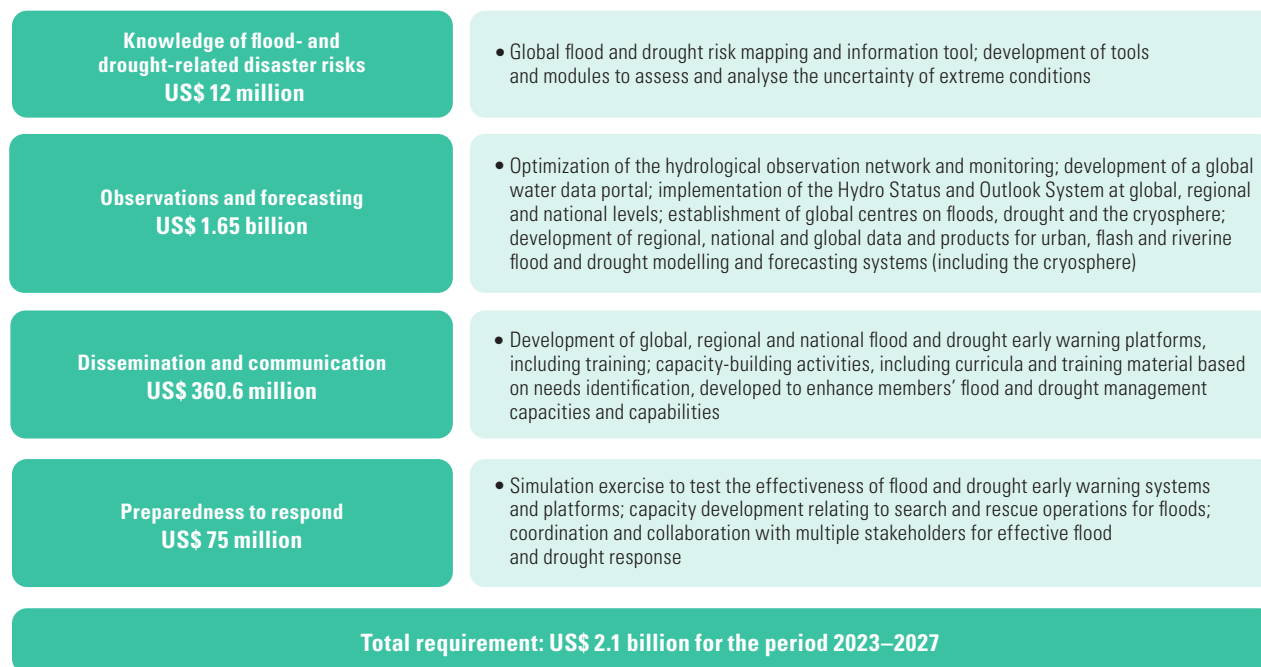 Knowledge of flood- and
drought-related disaster risks
US$ 12 million
• Global flood and drought risk mapping and information tool; development of tools
and modules to assess and analyse the uncertainty of extreme conditions
Observations and forecasting
US$ 1.65 billion
• Optimization of the hydrological observation network and monitoring; development of a global
water data portal; implementation of the Hydro Status and Outlook System at global, regional
and national levels; establishment of global centres on floods, drought and the cryosphere;
development of regional, national and global data and products for urban, flash and riverine
flood and drought modelling and forecasting systems (including the cryosphere)
Dissemination and communication
US$ 360.6 million
• Development of global, regional and national flood and drought early warning platforms,
including training; capacity-building activities, including curricula and training material based
on needs identification, developed to enhance members’ flood and drought management
capacities and capabilities
Preparedness to respond
US$ 75 million
• Simulation exercise to test the effectiveness of flood and drought early warning systems
and platforms; capacity development relating to search and rescue operations for floods;
coordination and collaboration with multiple stakeholders for effective flood
and drought response
Total requirement: US$ 2.1 billion for the period 2023–2027